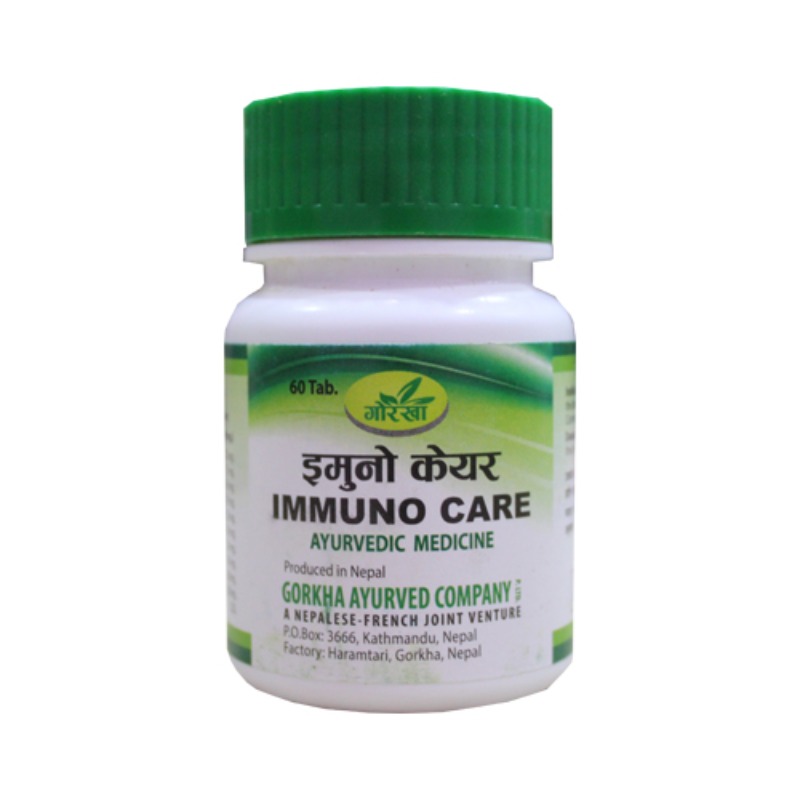 60 Tab.
गोरखा
इमुनो केयर
IMMUNO CARE
AYURVEDIC MEDICINE
Produced in Nepal
GORKHA AYURVED COMPANY
A NEPALESE-FRENCH JOINT VENTURE
P.O.Box: 3666, Kathmandu, Nepal
Factory: Haramtari, Gorkha, Nepal